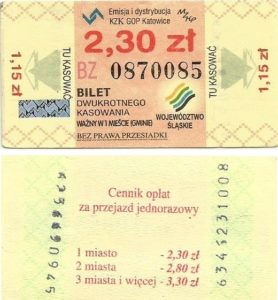 Emisja i dystrybucja
KZK GOP Katowice
2,30 zł
BZ 0870085
1,15 zł
TU KASOWAĆ
BILET
DWUKROTNEGO
KASOWANIA
WAŻNY W 1 MIEŚCIE (GMINIE)
BEZ PRAWA PRZESIADKI
WOJEWÓDZTWO
ŚLĄSKIE
TU KASOWAĆ
1,15 zł
Cennik opłat
za przejazd jednorazowy
1 miasto - 2,30 zł
2 miasta - 2,80 zł
3 miasta i więcej - 3,30 zł